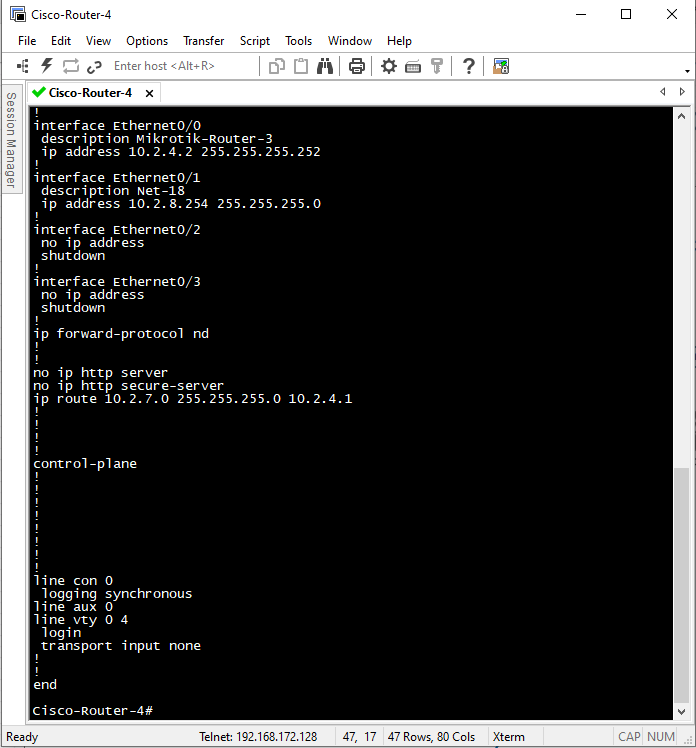 Cisco-Router-4
File Edit View Options Transfer Script Tools Window Help
Enter host <Alt+R>
Session Manager
Cisco-Router-4
!
interface Ethernet0/0
 description Mikrotik-Router-3
 ip address 10.2.4.2 255.255.255.252
!
interface Ethernet0/1
 description Net-18
 ip address 10.2.8.254 255.255.255.0
!
interface Ethernet0/2
 no ip address
 shutdown
!
interface Ethernet0/3
 no ip address
 shutdown
!
ip forward-protocol nd
!
!
no ip http server
no ip http secure-server
ip route 10.2.7.0 255.255.255.0 10.2.4.1
!
!
!
!
control-plane
!
!
!
!
!
!
!
!
line con 0
 logging synchronous
line aux 0
line vty 0 4
 login
 transport input none
!
!
end
Cisco-Router-4#
Ready Telnet: 192.168.172.128 47, 17 47 Rows, 80 Cols Xterm CAP NUM